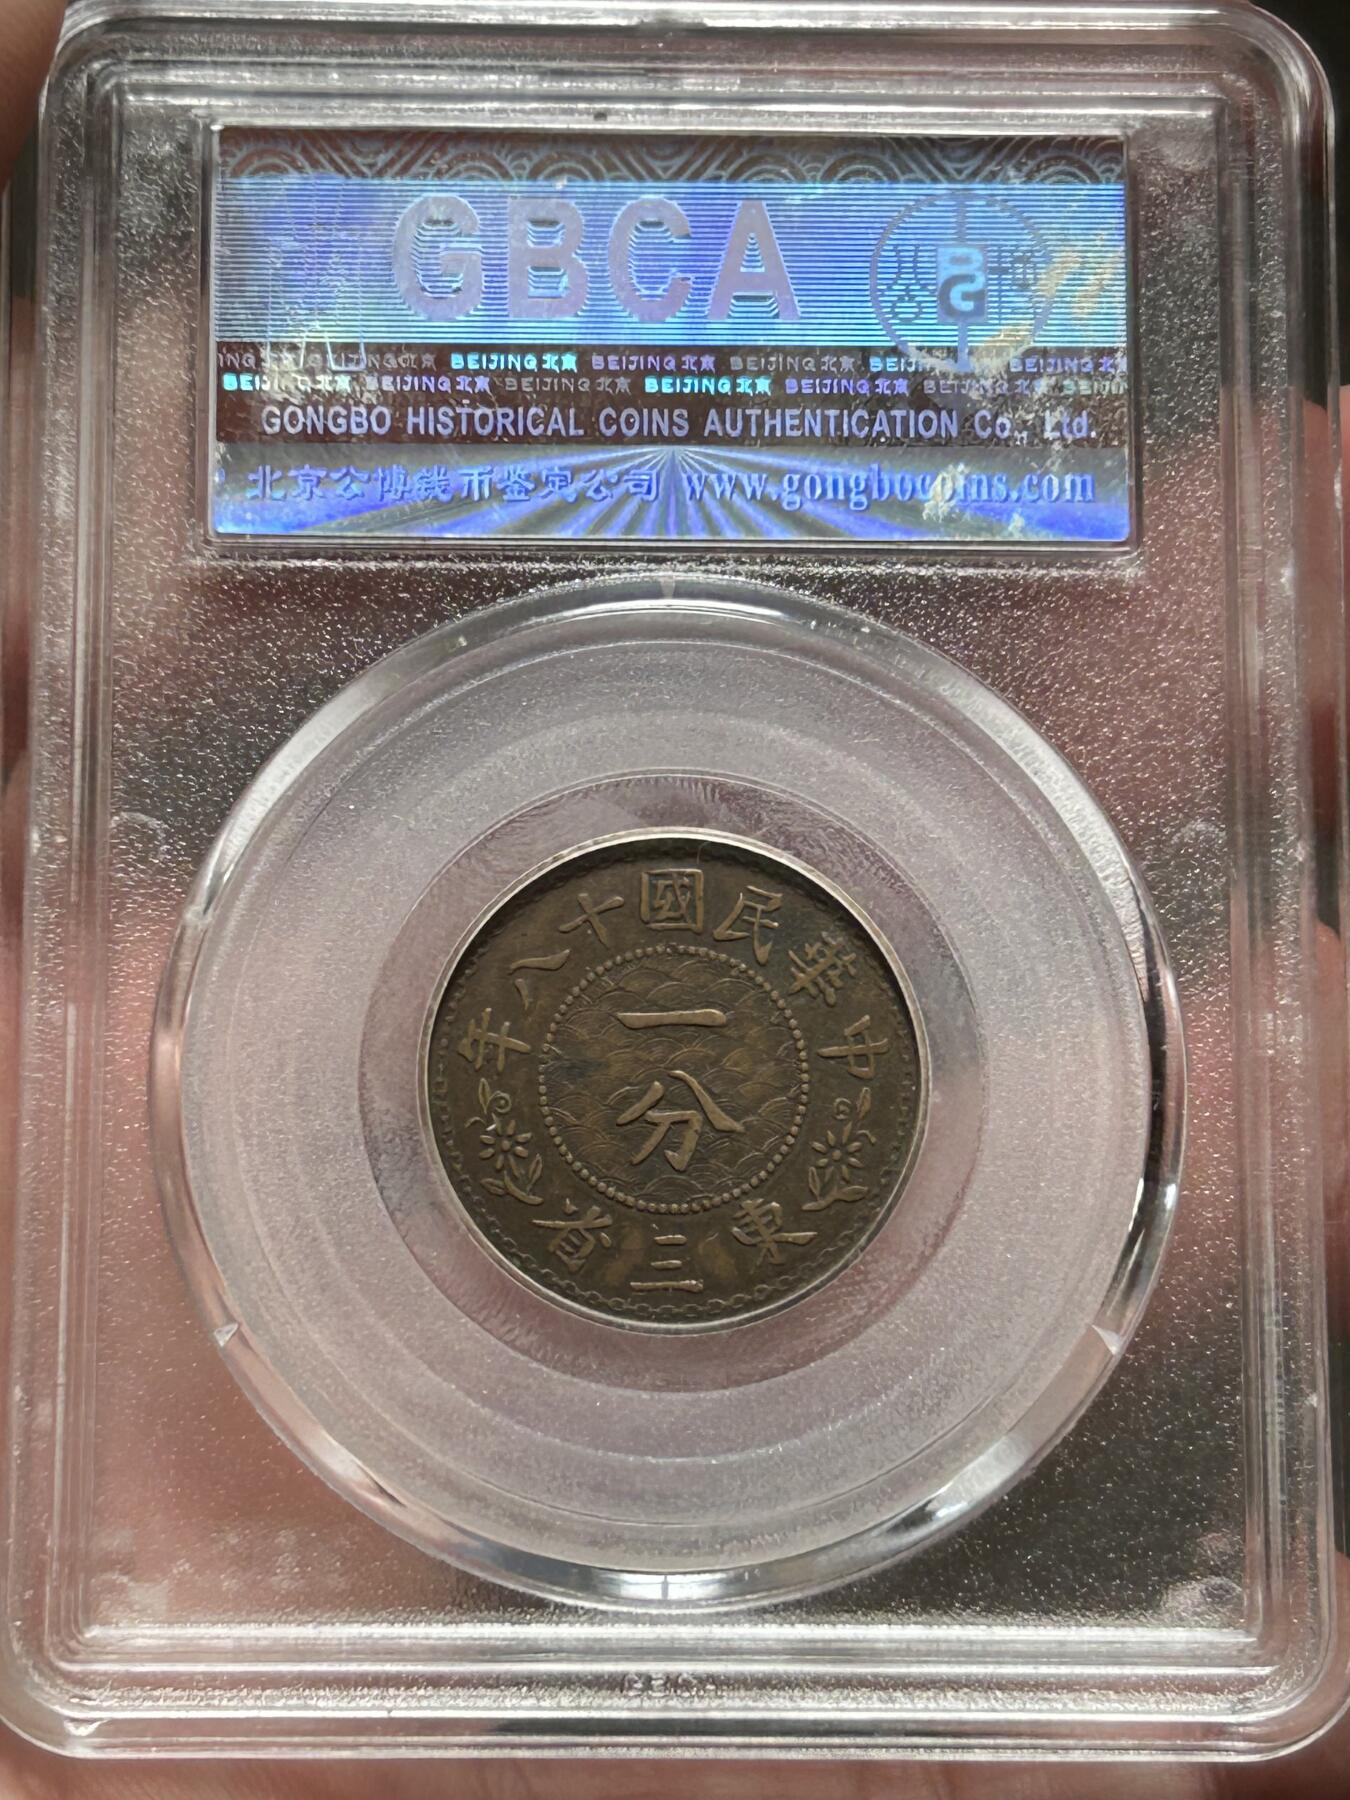 GBCA
BG
BEIJING北京 BEIJING北京 BEIJING北京 BEIJING北京
BEIJING北京 BEIJING北京 BEIJING北京 BEIJING北京 BEIJING北京
GONGBO HISTORICAL COINS AUTHENTICATION Co., Ltd.
北京公博钱币鉴定公司 www.gongbocoins.com
中華民國十八年
一分
東三省